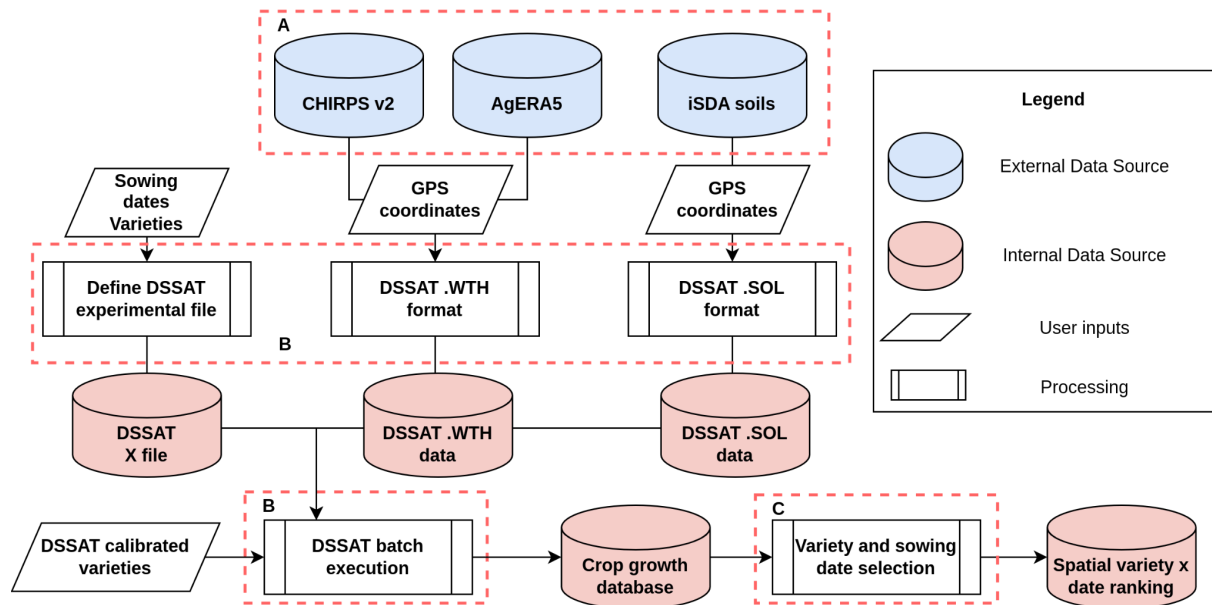 A
CHIRPS v2
AgERA5
iSDA soils
Legend
External Data Source
Internal Data Source
User inputs
Processing
Sowing
dates
Varieties
GPS
coordinates
GPS
coordinates
Define DSSAT
experimental file
DSSAT .WTH
format
DSSAT .SOL
format
B
DSSAT
X file
DSSAT .WTH
data
DSSAT .SOL
data
B
C
DSSAT calibrated
varieties
DSSAT batch
execution
Crop growth
database
Variety and sowing
date selection
Spatial variety x
date ranking